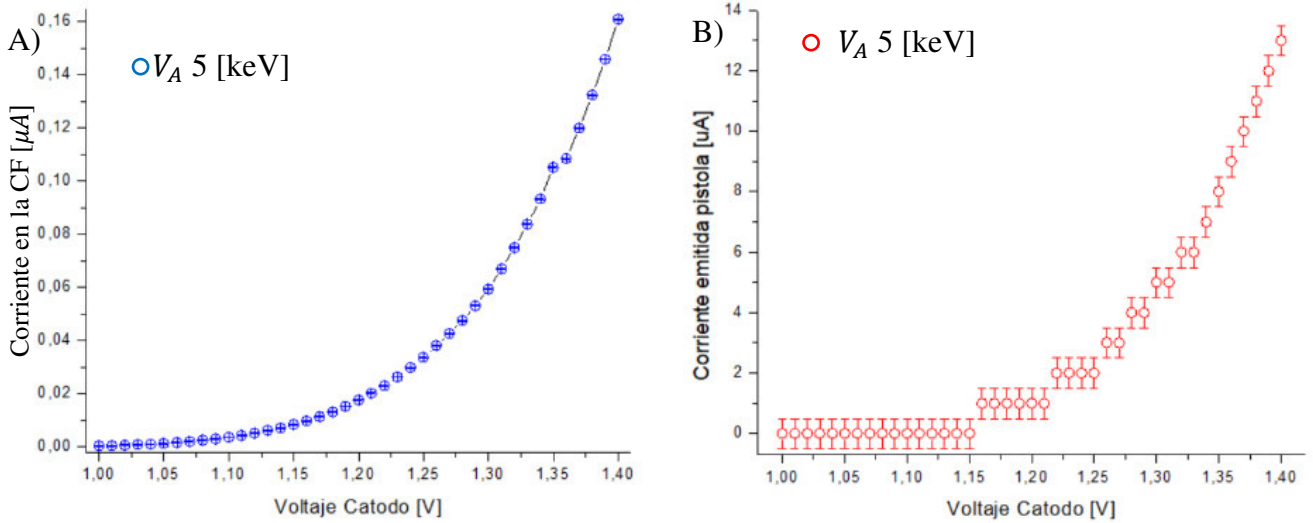 A)
V_A 5 [keV]
Corriente en la CF [μA]
0,16
0,14
0,12
0,10
0,08
0,06
0,04
0,02
0,00
1,00 1,05 1,10 1,15 1,20 1,25 1,30 1,35 1,40
Voltaje Catodo [V]
B)
V_A 5 [keV]
Corriente emitida pistola [uA]
14
12
10
8
6
4
2
0
1,00 1,05 1,10 1,15 1,20 1,25 1,30 1,35 1,40
Voltaje Catodo [V]